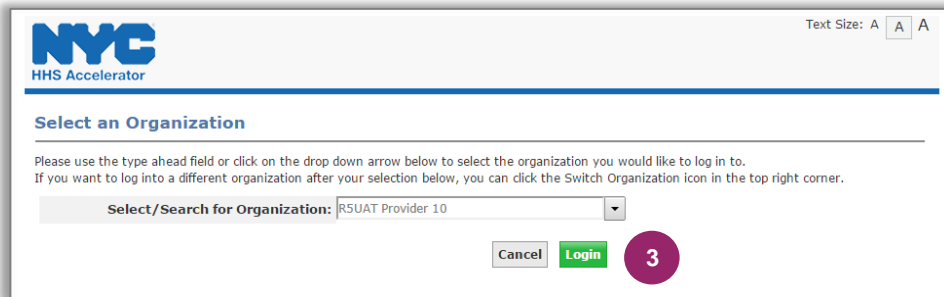 Text Size: A A A
NYC
HHS Accelerator
Select an Organization
Please use the type ahead field or click on the drop down arrow below to select the organization you would like to log in to.
If you want to log into a different organization after your selection below, you can click the Switch Organization icon in the top right corner.
Select/Search for Organization: R5UAT Provider 10
Cancel Login 3